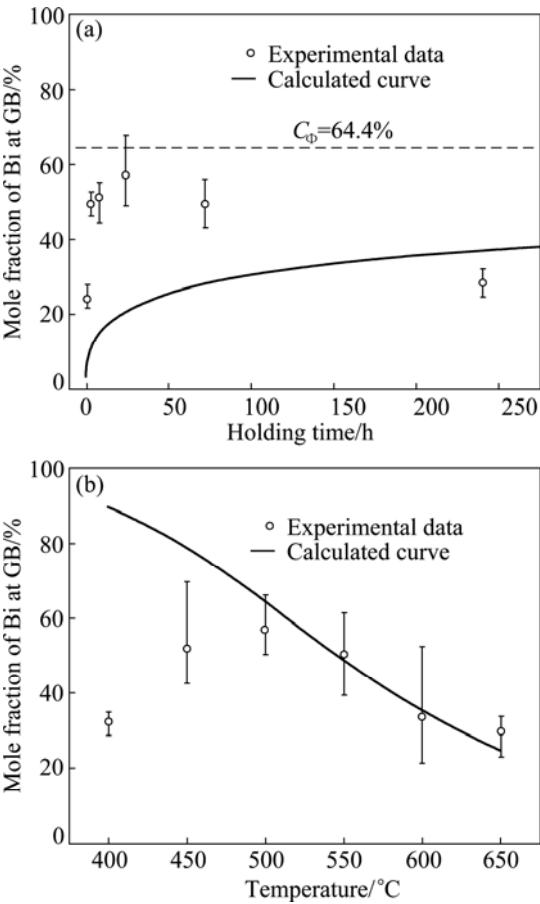 (a)
Experimental data
Calculated curve
CΦ=64.4%
100
80
60
40
20
0
0 50 100 150 200 250
Holding time/h
Mole fraction of Bi at GB/%
(b)
Experimental data
Calculated curve
100
80
60
40
20
0
400 450 500 550 600 650
Temperature/°C
Mole fraction of Bi at GB/%